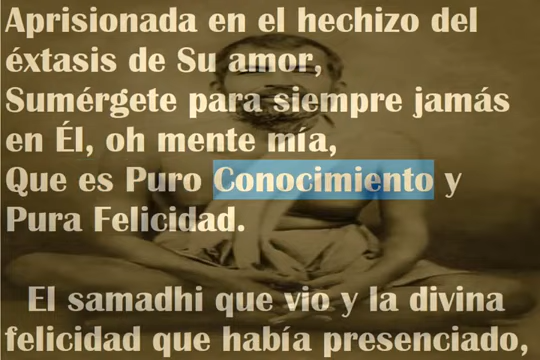 Aprisionada en el hechizo del
éxtasis de Su amor,
Sumérgete para siempre jamás
en Él, oh mente mía,
Que es Puro Conocimiento y
Pura Felicidad.
El samadhi que vio y la divina
felicidad que había presenciado,